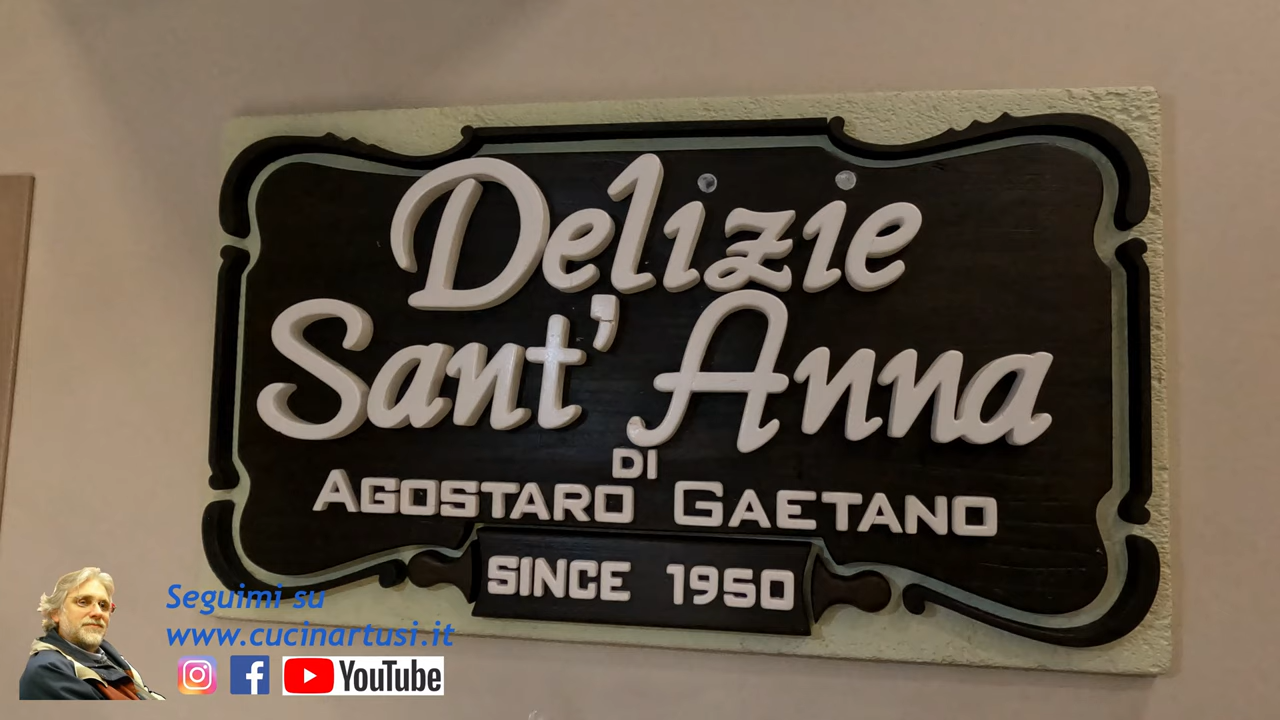 Delizie
Sant'Anna
DI
AGOSTARO GAETANO
SINCE 1950
Seguimi su
www.cucinartusi.it
YouTube